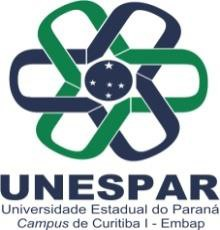 UNESPAR
Universidade Estadual do Paraná
Campus de Curitiba I - Embap